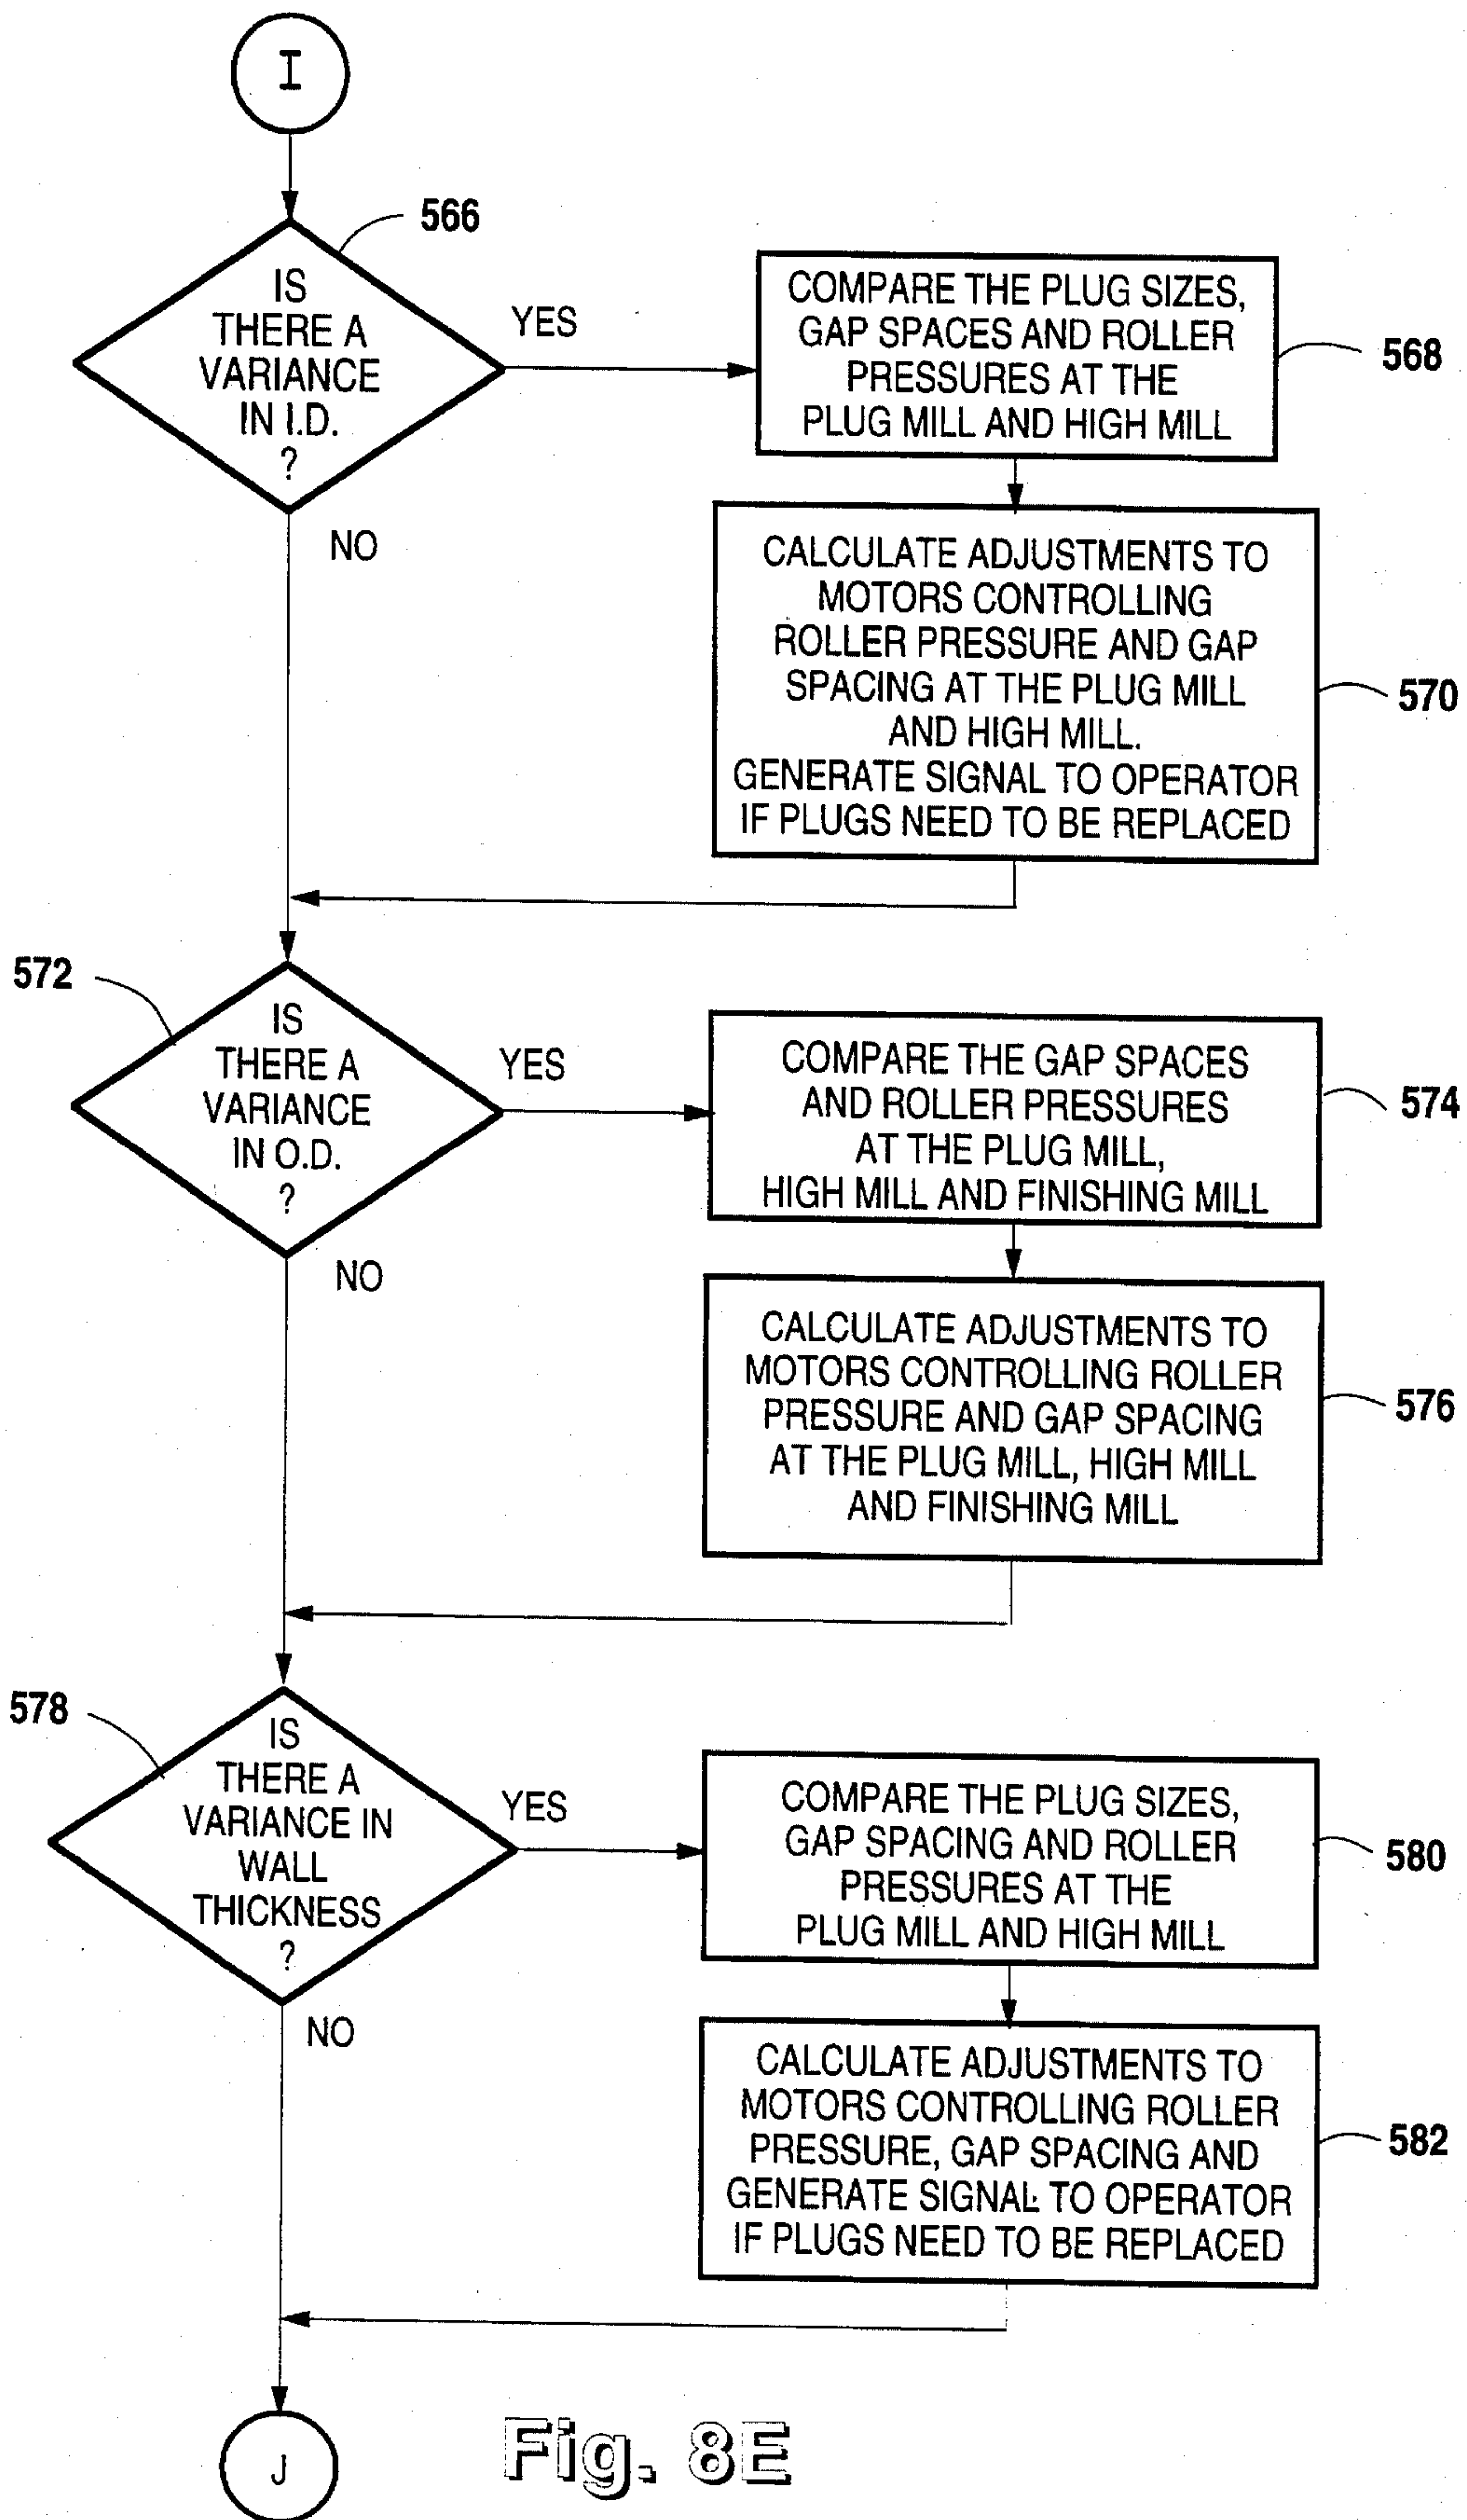 I
566
IS
THERE A
VARIANCE
IN I.D.
?
YES
NO
COMPARE THE PLUG SIZES,
GAP SPACES AND ROLLER
PRESSURES AT THE
PLUG MILL AND HIGH MILL
568
CALCULATE ADJUSTMENTS TO
MOTORS CONTROLLING
ROLLER PRESSURE AND GAP
SPACING AT THE PLUG MILL
AND HIGH MILL.
GENERATE SIGNAL TO OPERATOR
IF PLUGS NEED TO BE REPLACED
570
572
IS
THERE A
VARIANCE
IN O.D.
?
YES
NO
COMPARE THE GAP SPACES
AND ROLLER PRESSURES
AT THE PLUG MILL,
HIGH MILL AND FINISHING MILL
574
CALCULATE ADJUSTMENTS TO
MOTORS CONTROLLING ROLLER
PRESSURE AND GAP SPACING
AT THE PLUG MILL, HIGH MILL
AND FINISHING MILL
576
578
IS
THERE A
VARIANCE IN
WALL
THICKNESS
?
YES
NO
COMPARE THE PLUG SIZES,
GAP SPACING AND ROLLER
PRESSURES AT THE
PLUG MILL AND HIGH MILL
580
CALCULATE ADJUSTMENTS TO
MOTORS CONTROLLING ROLLER
PRESSURE, GAP SPACING AND
GENERATE SIGNAL TO OPERATOR
IF PLUGS NEED TO BE REPLACED
582
J
Fig. 8E